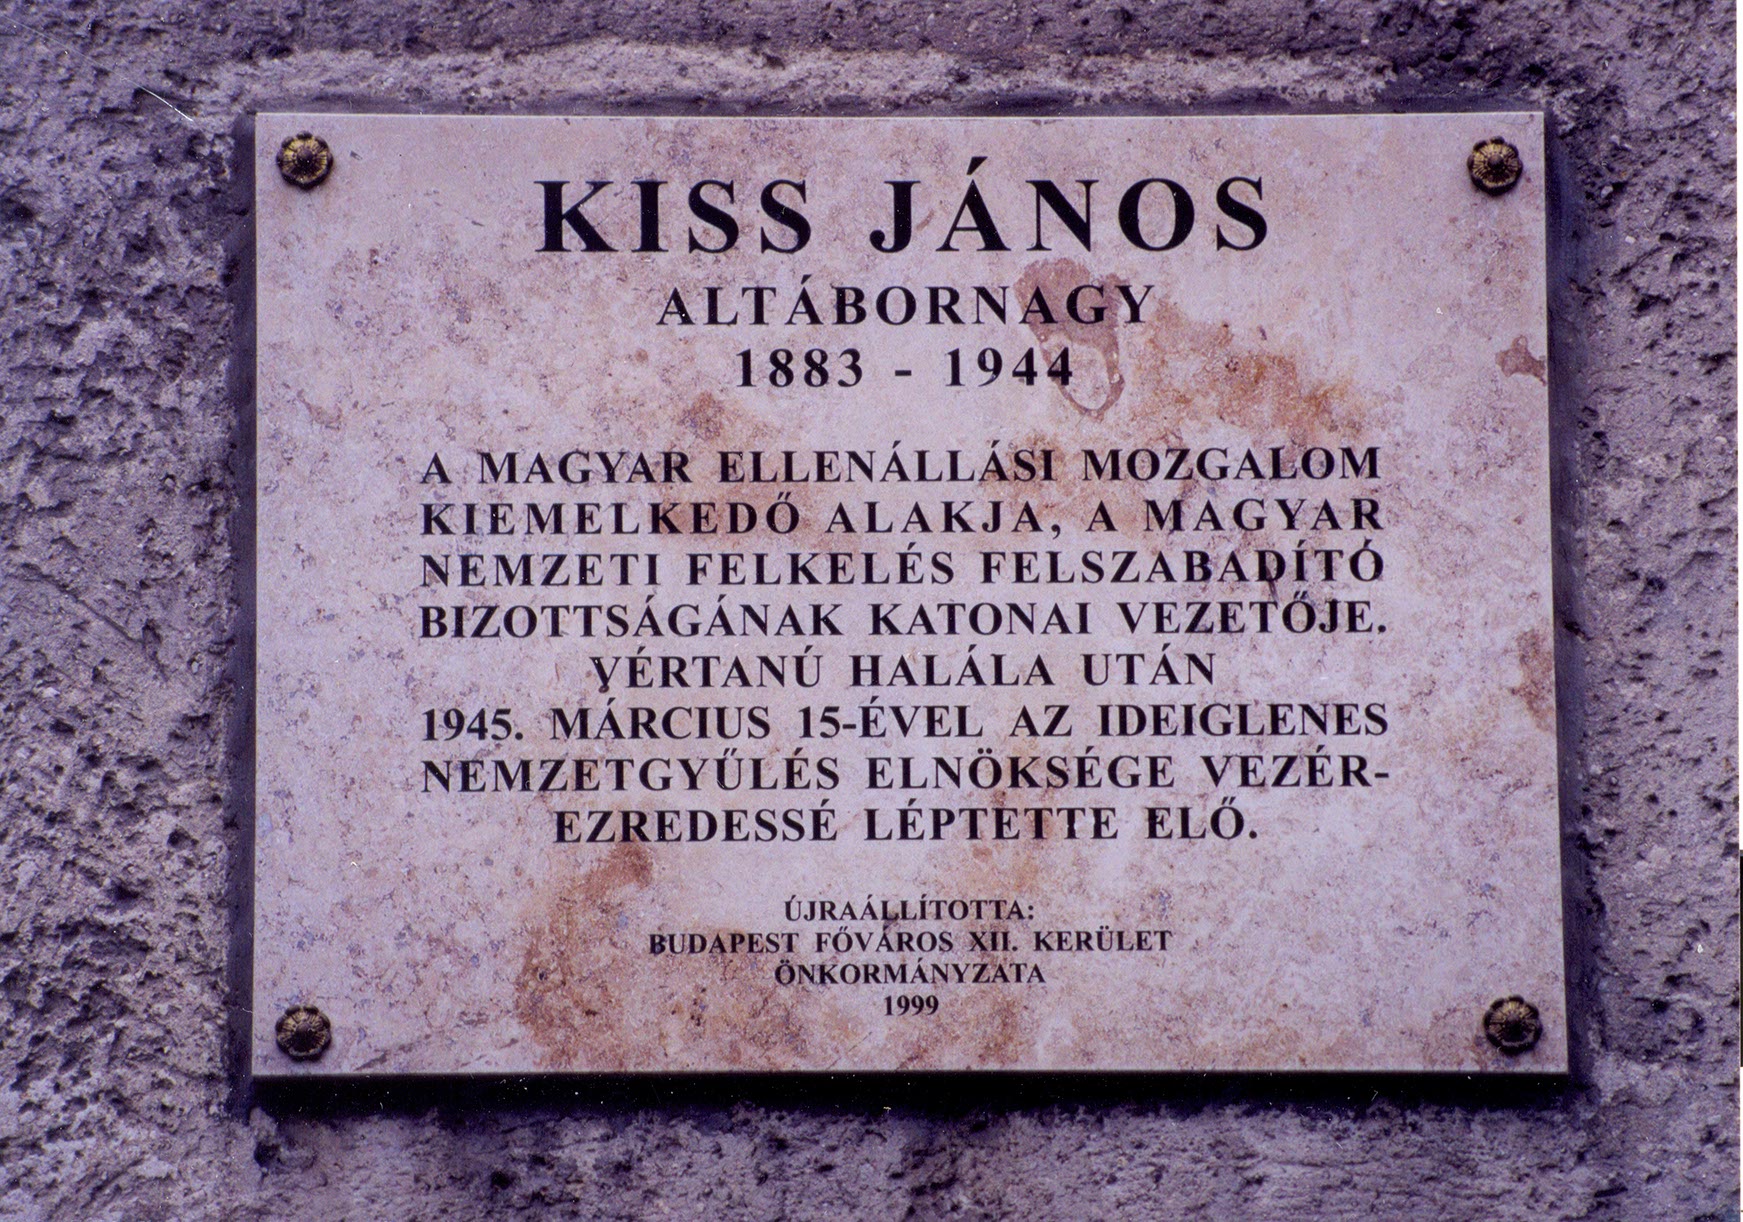 KISS JÁNOS
ALTÁBORNAGY
1883 - 1944
A MAGYAR ELLENÁLLÁSI MOZGALOM
KIEMELKEDŐ ALAKJA, A MAGYAR
NEMZETI FELKELÉS FELSZABADÍTÓ
BIZOTTSÁGÁNAK KATONAI VEZETŐJE.
VÉRTANÚ HALÁLA UTÁN
1945. MÁRCIUS 15-ÉVEL AZ IDEIGLENES
NEMZETGYŰLÉS ELNÖKSÉGE VEZÉR-
EZREDESSÉ LÉPTETTE ELŐ.
ÚJRAÁLLÍTOTTA:
BUDAPEST FŐVÁROS XII. KERÜLET
ÖNKORMÁNYZATA
1999